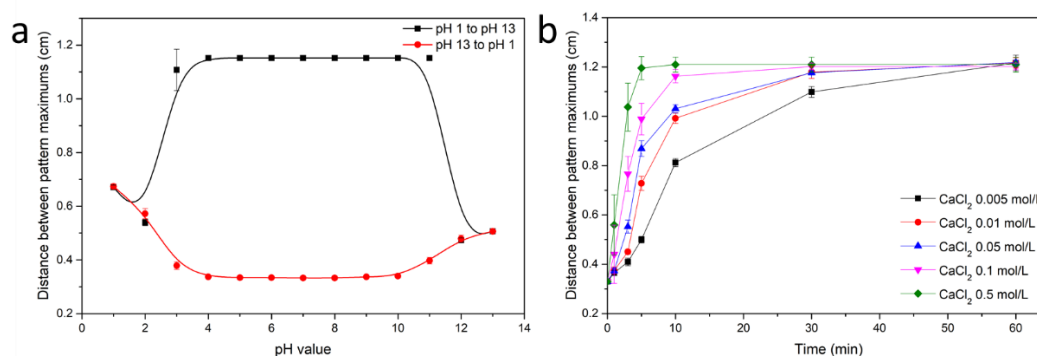 a
pH 1 to pH 13
pH 13 to pH 1
Distance between pattern maximums (cm)
1.2
1.0
0.8
0.6
0.4
0.2
0 2 4 6 8 10 12 14
pH value
b
Distance between pattern maximums (cm)
1.4
1.2
1.0
0.8
0.6
0.4
0.2
CaCl₂ 0.005 mol/l
CaCl₂ 0.01 mol/L
CaCl₂ 0.05 mol/L
CaCl₂ 0.1 mol/L
CaCl₂ 0.5 mol/L
0 10 20 30 40 50 60
Time (min)